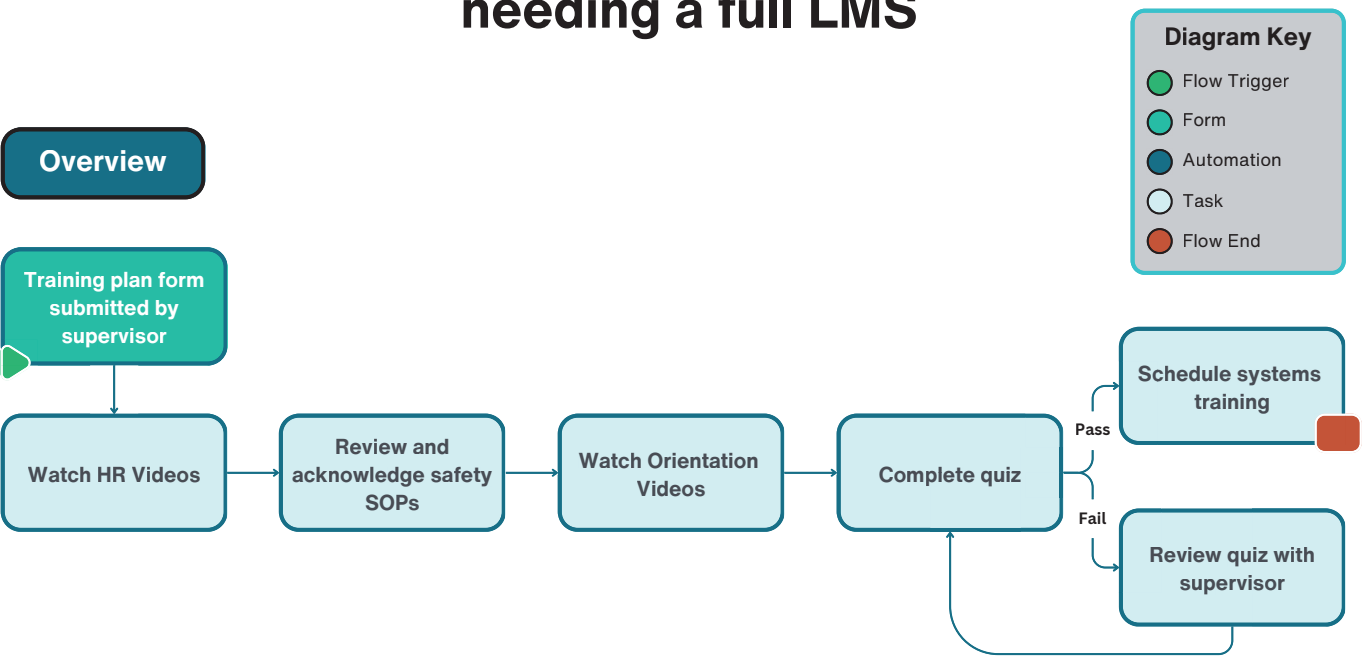 needing a full LMS
Diagram Key
Flow Trigger
Form
Automation
Task
Flow End
Overview
Training plan form
submitted by
supervisor
Watch HR Videos
Review and
acknowledge safety
SOPs
Watch Orientation
Videos
Complete quiz
Pass
Fail
Schedule systems
training
Review quiz with
supervisor